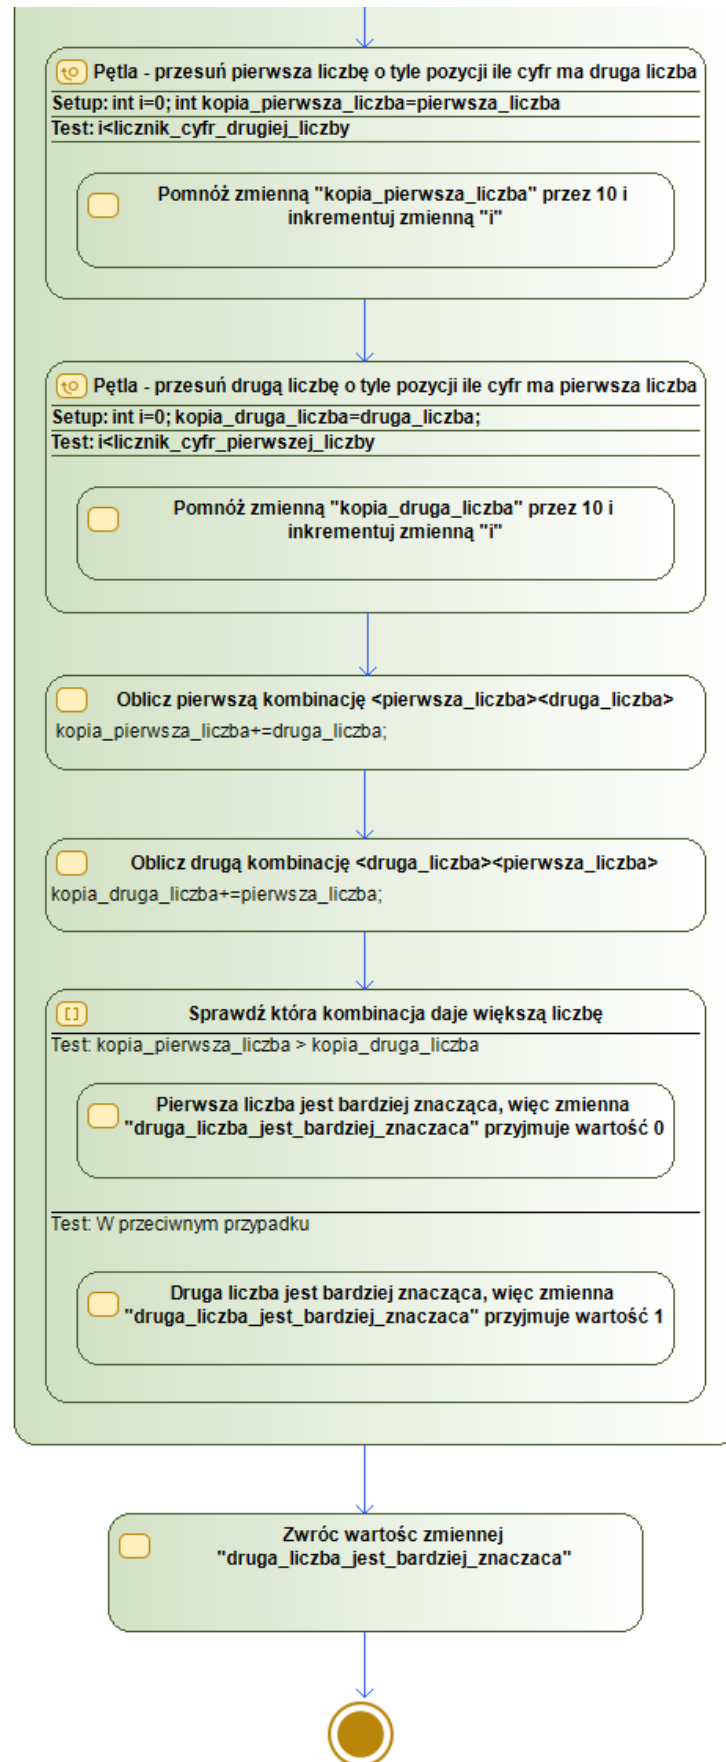 Pętla - przesuń pierwsza liczbę o tyle pozycji ile cyfr ma druga liczba
Setup: int i=0; int kopia_pierwsza_liczba=pierwsza_liczba
Test: i<licznik_cyfr_drugiej_liczby
Pomnóż zmienną "kopia_pierwsza_liczba" przez 10 i
inkrementuj zmienną "i"
Pętla - przesuń drugą liczbę o tyle pozycji ile cyfr ma pierwsza liczba
Setup: int i=0; kopia_druga_liczba=druga_liczba;
Test: i<licznik_cyfr_pierwszej_liczby
Pomnóż zmienną "kopia_druga_liczba" przez 10 i
inkrementuj zmienną "i"
Oblicz pierwszą kombinację <pierwsza_liczba><druga_liczba>
kopia_pierwsza_liczba+=druga_liczba;
Oblicz drugą kombinację <druga_liczba><pierwsza_liczba>
kopia_druga_liczba+=pierwsza_liczba;
Sprawdź która kombinacja daje większą liczbę
Test: kopia_pierwsza_liczba > kopia_druga_liczba
Pierwsza liczba jest bardziej znacząca, więc zmienna
"druga_liczba_jest_bardziej_znaczaca" przyjmuje wartość 0
Test: W przeciwnym przypadku
Druga liczba jest bardziej znacząca, więc zmienna
"druga_liczba_jest_bardziej_znaczaca" przyjmuje wartość 1
Zwróc wartośc zmiennej
"druga_liczba_jest_bardziej_znaczaca"